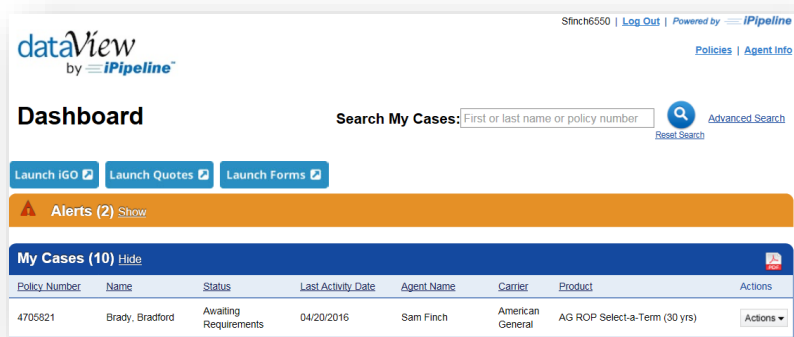 Sfinch6550 | Log Out | Powered by iPipeline
dataView
by iPipeline™
Policies | Agent Info
Dashboard
Search My Cases: First or last name or policy number
Advanced Search
Reset Search
Launch iGO
Launch Quotes
Launch Forms
Alerts (2) Show
My Cases (10) Hide
PDF
Policy Number Name Status Last Activity Date Agent Name Carrier Product Actions
4705821 Brady, Bradford Awaiting Requirements 04/20/2016 Sam Finch American General AG ROP Select-a-Term (30 yrs) Actions